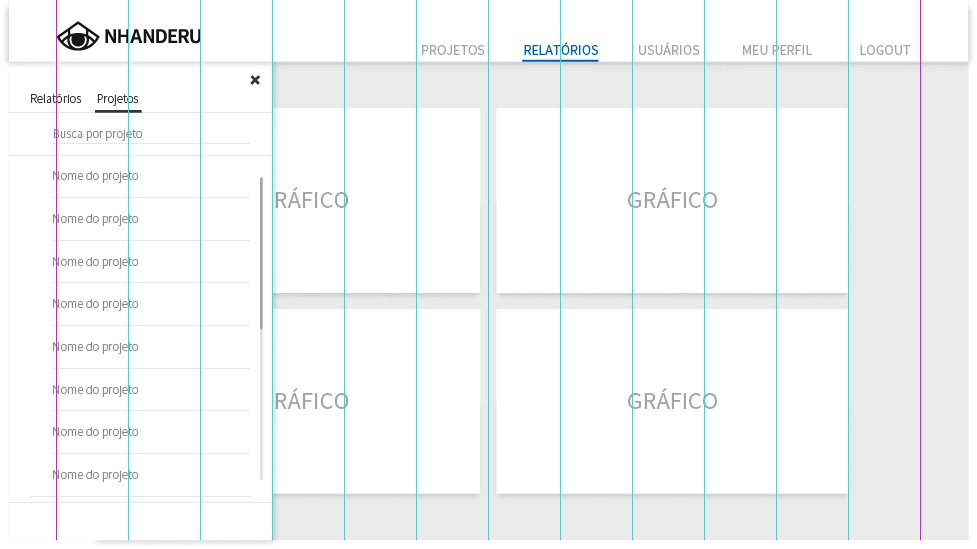 NHANDERU
PROJETOS RELATÓRIOS USUÁRIOS MEU PERFIL LOGOUT
Relatórios Projetos
Busca por projeto
Nome do projeto
Nome do projeto
Nome do projeto
Nome do projeto
Nome do projeto
Nome do projeto
Nome do projeto
Nome do projeto
RÁFICO GRÁFICO
RÁFICO GRÁFICO